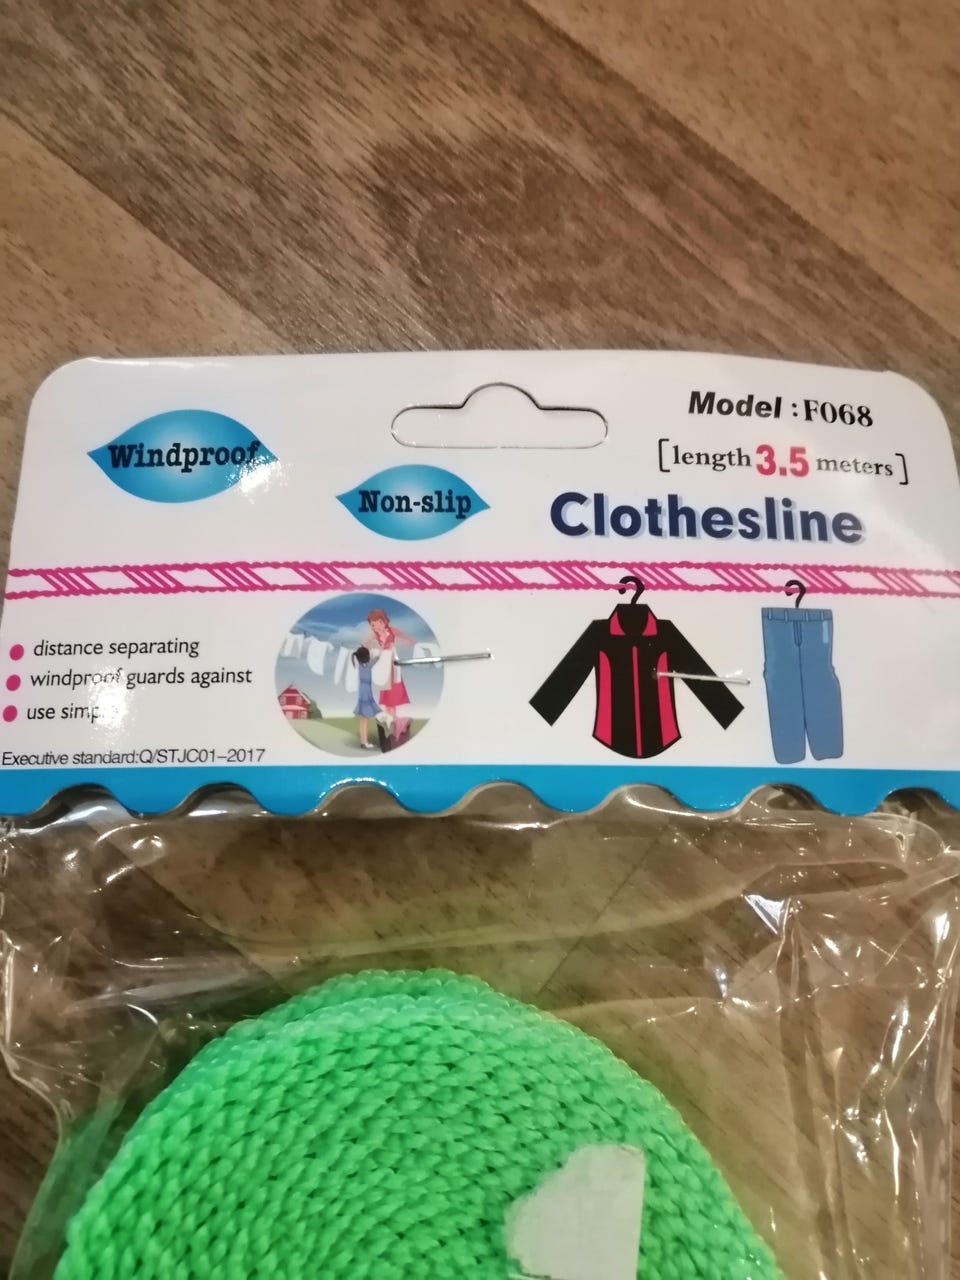 Windproof
Non-slip
Model :F068
[length 3.5 meters]
Clothesline
distance separating
windproof guards against
use
Executive standard:Q/STJC01-2017